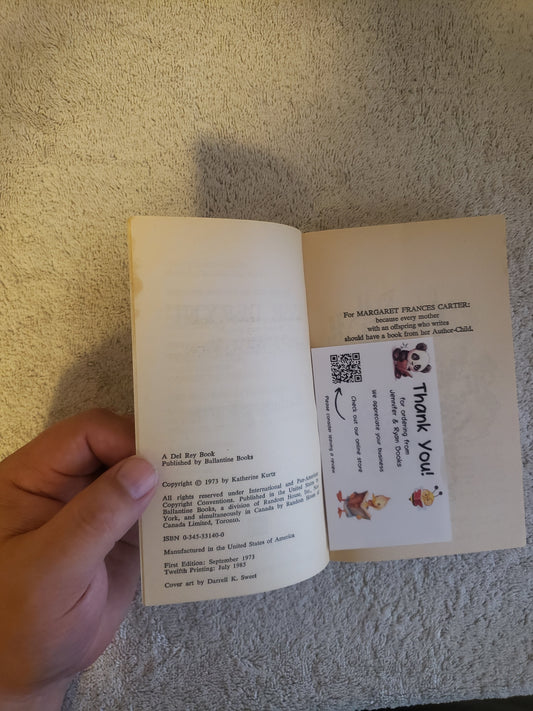 A Del Rey Book
Published by Ballantine Books
Copyright © 1973 by Katherine Kurtz
All rights reserved under International and Pan-American
Copyright Conventions. Published in the United States by
Ballantine Books, a division of Random House, Inc., New
York, and simultaneously in Canada by Random House of
Canada Limited, Toronto.
ISBN 0-345-33140-0
Manufactured in the United States of America
First Edition: September 1973
Twelfth Printing: July 1985
Cover art by Darrell K. Sweet
For MARGARET FRANCES CARTER:
because every mother
with an offspring who writes
should have a book from her Author-Child.
Thank You!
for ordering from
Jennifer & Ryan Books
We appreciate your business
Check out our online store
Please consider leaving a review